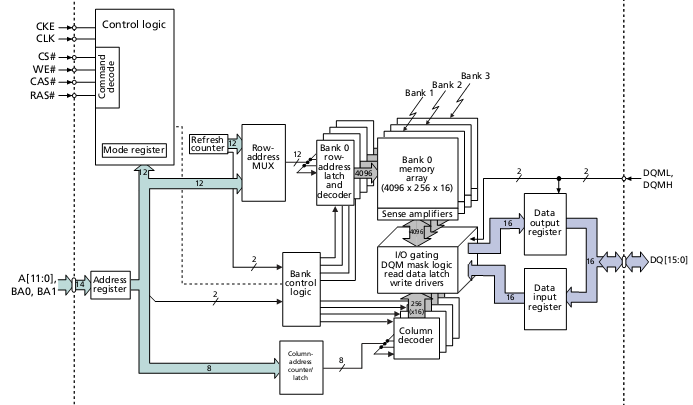 CKE
CLK
CS#
WE#
CAS#
RAS#
Control logic
Command
decode
Mode register
Refresh
counter
12
Row-
address
MUX
12
12
12
Bank 0
row-
address
latch
and
decoder
4096
Bank 1
Bank 2
Bank 3
Bank 0
memory
array
(4096 x 256 x 16)
Sense amplifiers
4096
I/O gating
DQM mask logic
read data latch
write drivers
256
(x16)
Column
decoder
2
2
DQML,
DQMH
16
Data
output
register
16
DQ[15:0]
16
Data
input
register
A[11:0],
BA0, BA1
14
Address
register
2
2
Bank
control
logic
8
Column-
address
counter/
latch
8